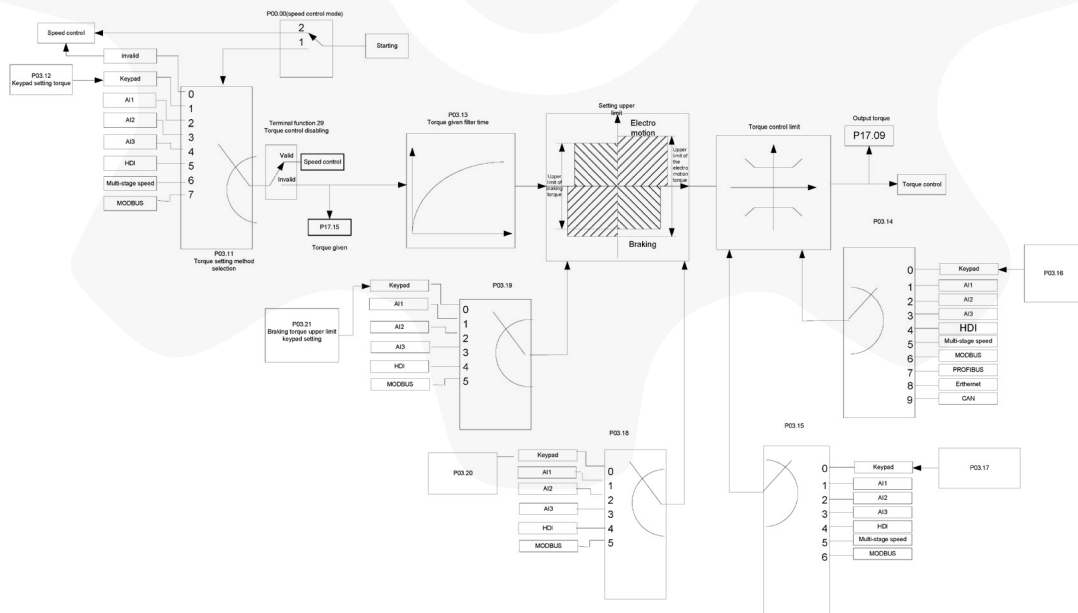 P00.00(speed control mode)
Speed control
2
1
Starting
Invalid
P03.12
Keypad setting torque
Keypad
AI1
AI2
AI3
HDI
Multi-stage speed
MODBUS
0
1
2
3
4
5
6
7
P03.11
Torque setting method
selection
Terminal function 29
Torque control disabling
Valid
Speed control
Invalid
P17.15
Torque given
P03.13
Torque given filter time
Setting upper
limit
Electro
motion
Upper
limit of
braking
torque
Upper
limit of
the
electro
motion
torque
Braking
Torque control limit
Output torque
P17.09
Torque control
P03.14
0
1
2
3
4
5
6
7
8
9
Keypad
AI1
AI2
AI3
HDI
Multi-stage speed
MODBUS
PROFIBUS
Erthernet
CAN
P03.16
P03.19
Keypad
AI1
AI2
AI3
HDI
MODBUS
0
1
2
3
4
5
P03.21
Braking torque upper limit
keypad setting
P03.18
P03.20
Keypad
AI1
AI2
AI3
HDI
MODBUS
0
1
2
3
4
5
P03.15
0
1
2
3
4
5
6
Keypad
AI1
AI2
AI3
HDI
Multi-stage speed
MODBUS
P03.17